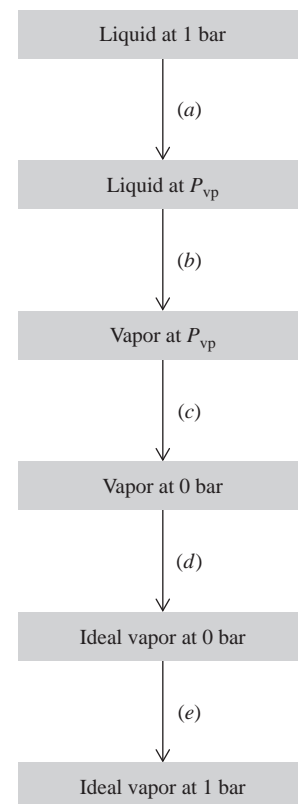 Liquid at 1 bar
(a)
Liquid at Pvp
(b)
Vapor at Pvp
(c)
Vapor at 0 bar
(d)
Ideal vapor at 0 bar
(e)
Ideal vapor at 1 bar